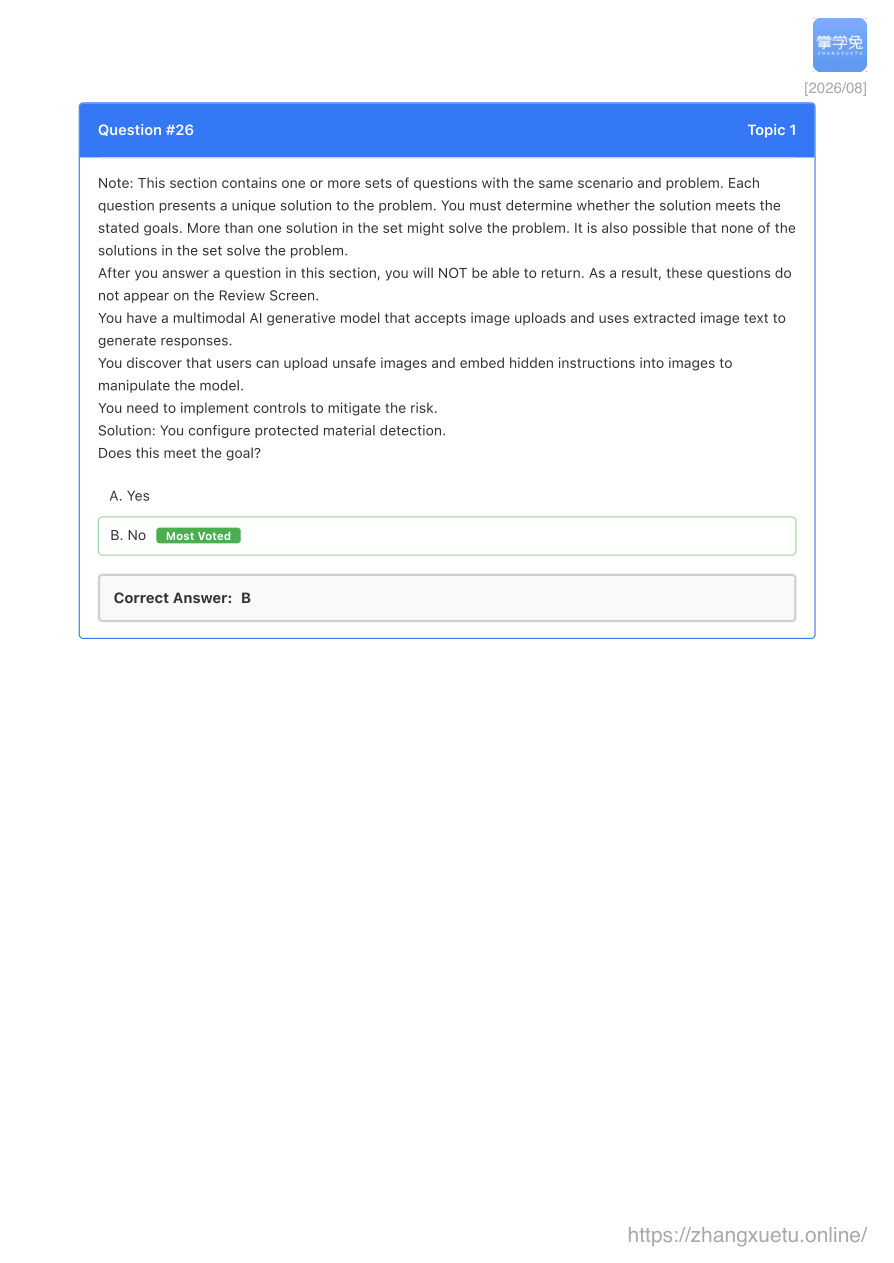 掌学兔
ZHANGXUETU
[2026/08]
Question #26
Topic 1
Note: This section contains one or more sets of questions with the same scenario and problem. Each
question presents a unique solution to the problem. You must determine whether the solution meets the
stated goals. More than one solution in the set might solve the problem. It is also possible that none of the
solutions in the set solve the problem.
After you answer a question in this section, you will NOT be able to return. As a result, these questions do
not appear on the Review Screen.
You have a multimodal AI generative model that accepts image uploads and uses extracted image text to
generate responses.
You discover that users can upload unsafe images and embed hidden instructions into images to
manipulate the model.
You need to implement controls to mitigate the risk.
Solution: You configure protected material detection.
Does this meet the goal?
A. Yes
B. No Most Voted
Correct Answer: B
https://zhangxuetu.online/